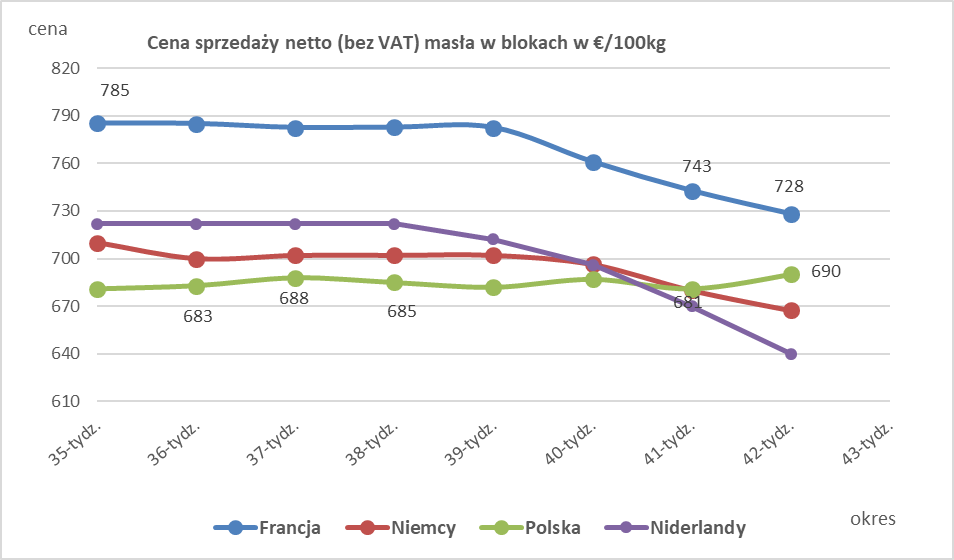 cena
Cena sprzedaży netto (bez VAT) masła w blokach w €/100kg
820
790
760
730
700
670
640
610
785
743
728
690
683
688
685
681
35-tydz.
36-tydz.
37-tydz.
38-tydz.
39-tydz.
40-tydz.
41-tydz.
42-tydz.
43-tydz.
okres
Francja
Niemcy
Polska
Niderlandy